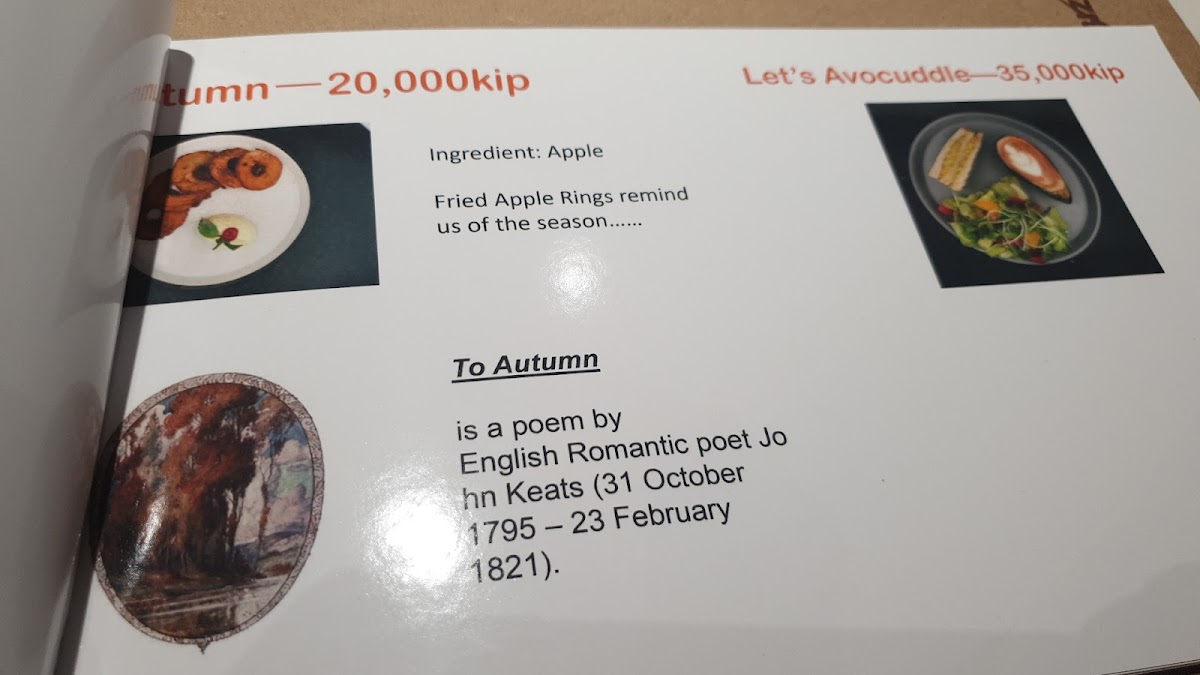 tumn—20,000kip
Let's Avocuddle—35,000kip
Ingredient: Apple
Fried Apple Rings remind
us of the season......
To Autumn
is a poem by
English Romantic poet Jo
hn Keats (31 October
1795 – 23 February
1821).